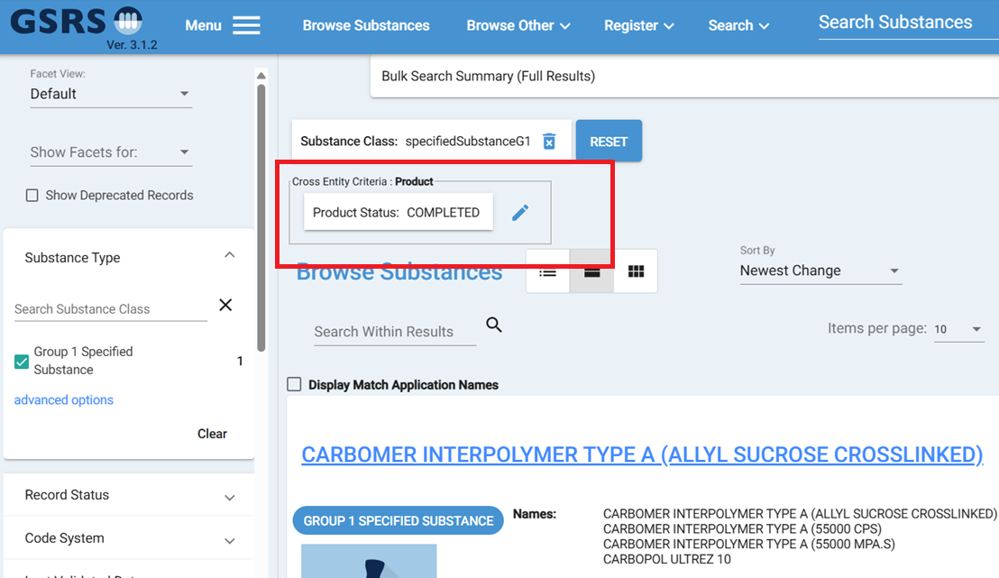 GSRS
Ver. 3.1.2
Menu
Browse Substances
Browse Other
Register
Search
Search Substances
Facet View:
Default
Show Facets for:
Show Deprecated Records
Substance Type
Search Substance Class
Group 1 Specified
Substance
1
advanced options
Clear
Record Status
Code System
Bulk Search Summary (Full Results)
Substance Class: specifiedSubstanceG1
RESET
Cross Entity Criteria : Product
Product Status: COMPLETED
Browse Substances
Sort By
Newest Change
Search Within Results
Items per page: 10
Display Match Application Names
CARBOMER INTERPOLYMER TYPE A (ALLYL SUCROSE CROSSLINKED)
GROUP 1 SPECIFIED SUBSTANCE
Names:
CARBOMER INTERPOLYMER TYPE A (ALLYL SUCROSE CROSSLINKED)
CARBOMER INTERPOLYMER TYPE A (55000 CPS)
CARBOMER INTERPOLYMER TYPE A (55000 MPA.S)
CARBOPOL ULTREZ 10